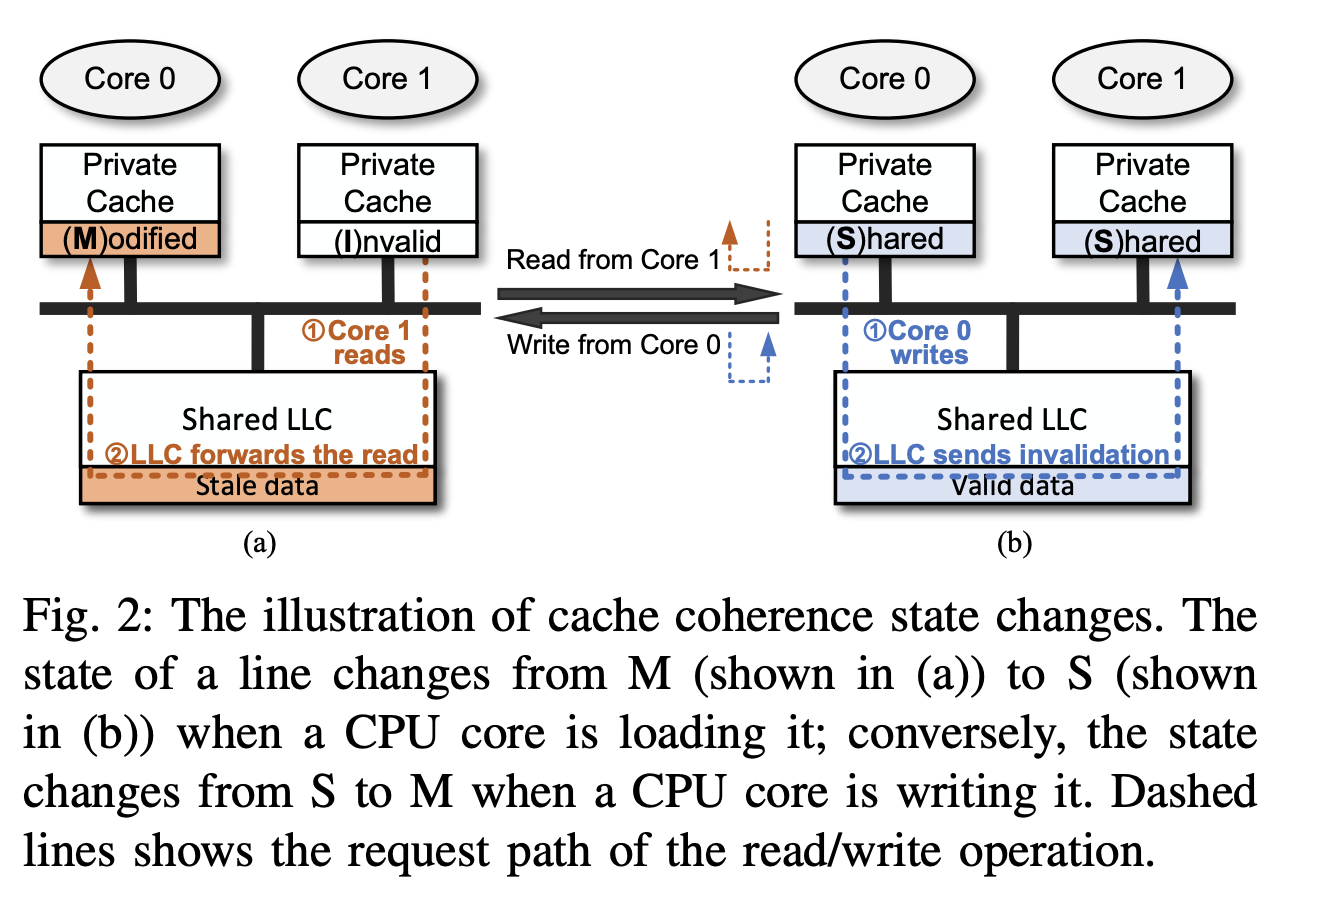 Core 0
Core 1
Private
Cache
(M)odified
Private
Cache
(I)nvalid
①Core 1
reads
Shared LLC
②LLC forwards the read
Stale data
(a)
Read from Core 1
Write from Core 0
Core 0
Core 1
Private
Cache
(S)hared
Private
Cache
(S)hared
①Core 0
writes
Shared LLC
②LLC sends invalidation
Valid data
(b)
Fig. 2: The illustration of cache coherence state changes. The
state of a line changes from M (shown in (a)) to S (shown
in (b)) when a CPU core is loading it; conversely, the state
changes from S to M when a CPU core is writing it. Dashed
lines shows the request path of the read/write operation.